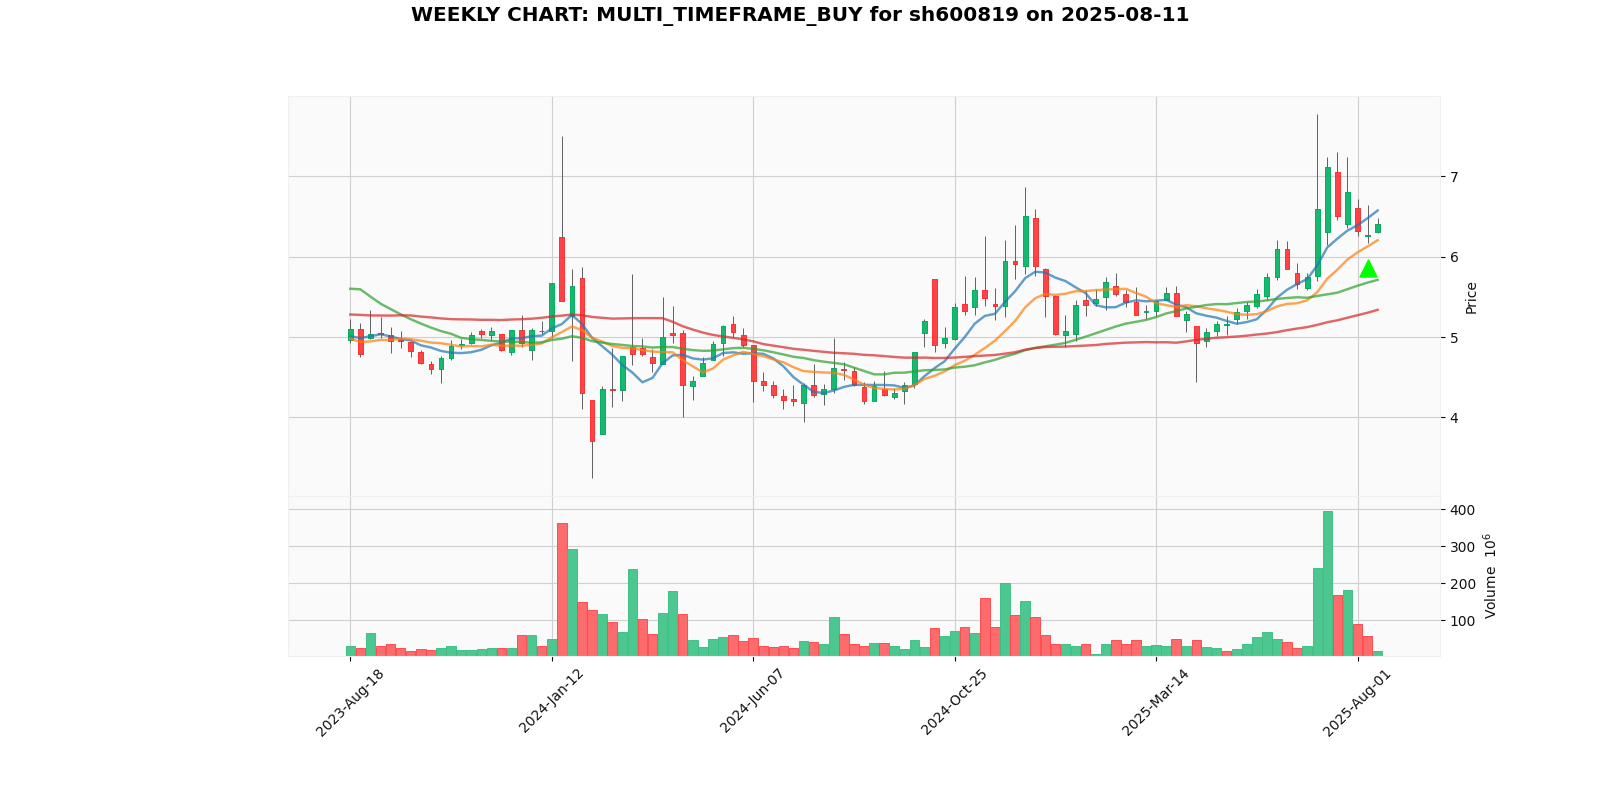 WEEKLY CHART: MULTI_TIMEFRAME_BUY for sh600819 on 2025-08-11
7
6
5
4
Price
400
300
200
100
Volume 10^6
2023-Aug-18
2024-Jan-12
2024-Jun-07
2024-Oct-25
2025-Mar-14
2025-Aug-01